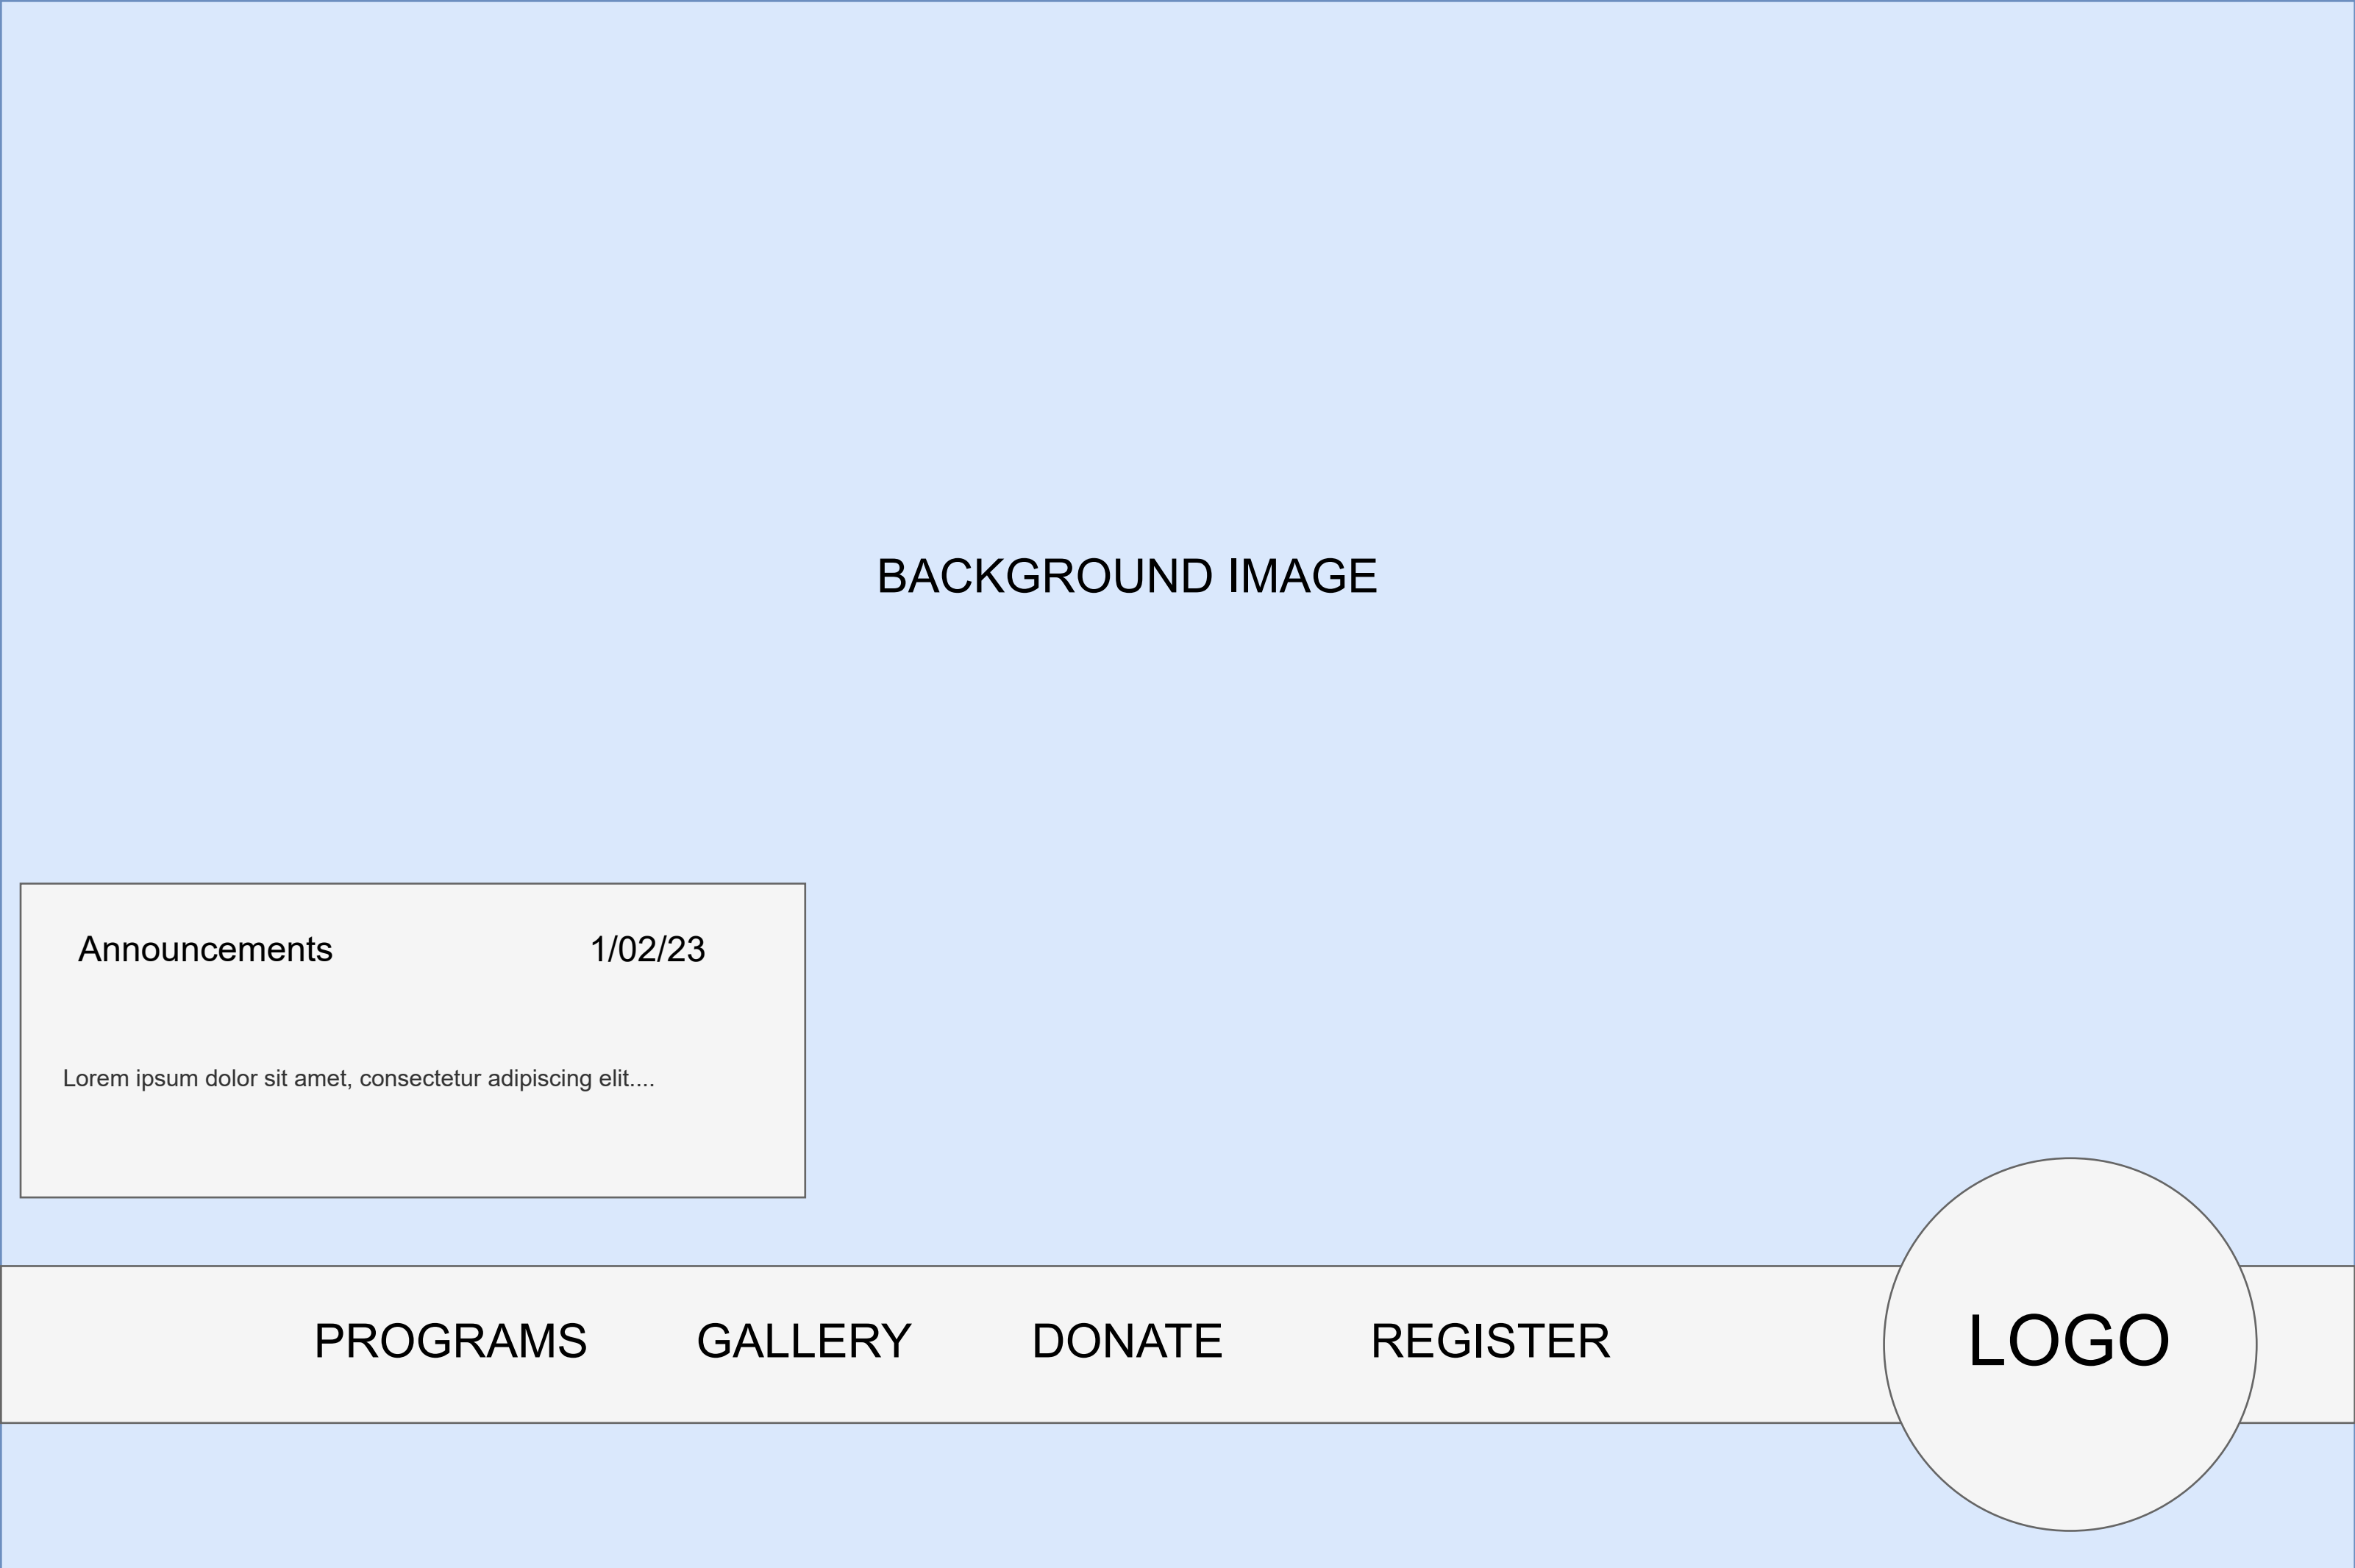 BACKGROUND IMAGE
Announcements 1/02/23
Lorem ipsum dolor sit amet, consectetur adipiscing elit....
PROGRAMS GALLERY DONATE REGISTER LOGO